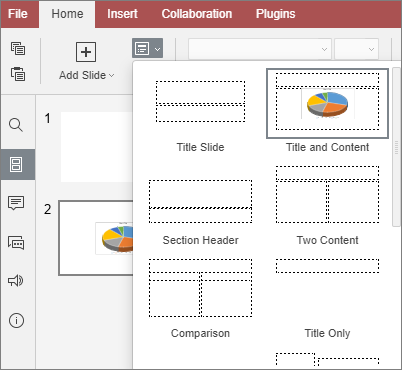 File Home Insert Collaboration Plugins
Add Slide
1
2
Title Slide Title and Content
Section Header Two Content
Comparison Title Only